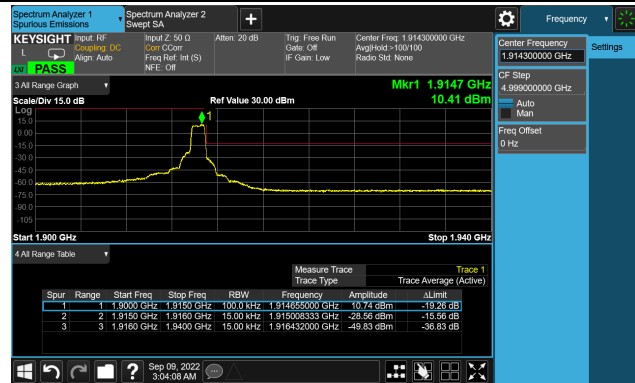 Spectrum Analyzer 1
Spurious Emissions
Spectrum Analyzer 2
Swept SA
Frequency
KEYSIGHT
L
PASS
Input: RF
Coupling: DC
Align: Auto
Input Z: 50 Ω
Corr CCorr
Freq Ref: Int (S)
NFE: Off
Atten: 20 dB
Trig: Free Run
Gate: Off
IF Gain: Low
Center Freq: 1.914300000 GHz
Avg|Hold:>100/100
Radio Std: None
Center Frequency
1.914300000 GHz
Settings
CF Step
4.999000000 GHz
Auto
Man
Freq Offset
0 Hz
3 All Range Graph
Mkr1 1.9147 GHz
Scale/Div 15.0 dB
Ref Value 30.00 dBm
10.41 dBm
Log
1
15.0
0.00
-15.0
-30.0
-45.0
-60.0
-75.0
-90.0
-105
Start 1.900 GHz
Stop 1.940 GHz
4 All Range Table
Measure Trace Trace 1
Trace Type Trace Average (Active)
Spur Range Start Freq Stop Freq RBW Frequency Amplitude ΔLimit
1 1 1.9000 GHz 1.9150 GHz 100.0 kHz 1.914655000 GHz 10.74 dBm -19.26 dB
2 2 1.9150 GHz 1.9160 GHz 15.00 kHz 1.915008333 GHz -28.56 dBm -15.56 dB
3 3 1.9160 GHz 1.9400 GHz 15.00 kHz 1.916432000 GHz -49.83 dBm -36.83 dB
?
Sep 09, 2022
3:04:08 AM